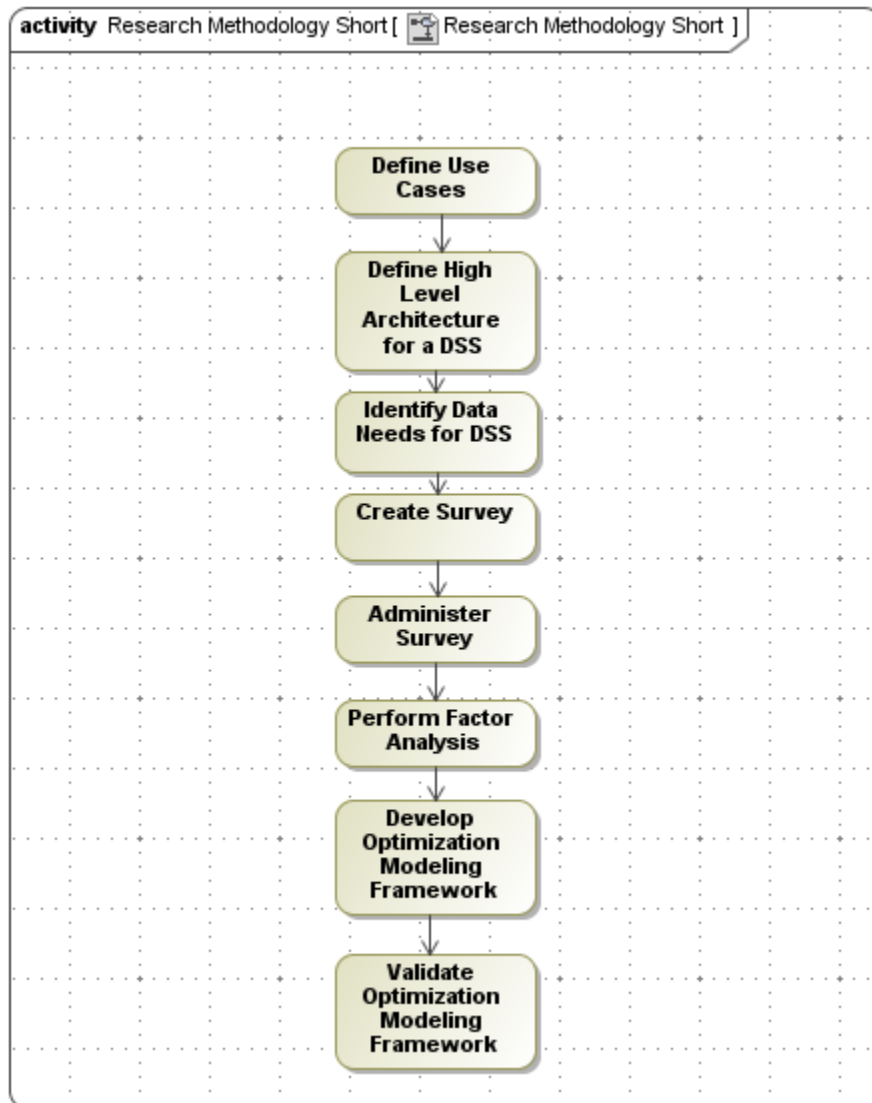 activity Research Methodology Short [ Research Methodology Short ]
Define Use
Cases
Define High
Level
Architecture
for a DSS
Identify Data
Needs for DSS
Create Survey
Administer
Survey
Perform Factor
Analysis
Develop
Optimization
Modeling
Framework
Validate
Optimization
Modeling
Framework